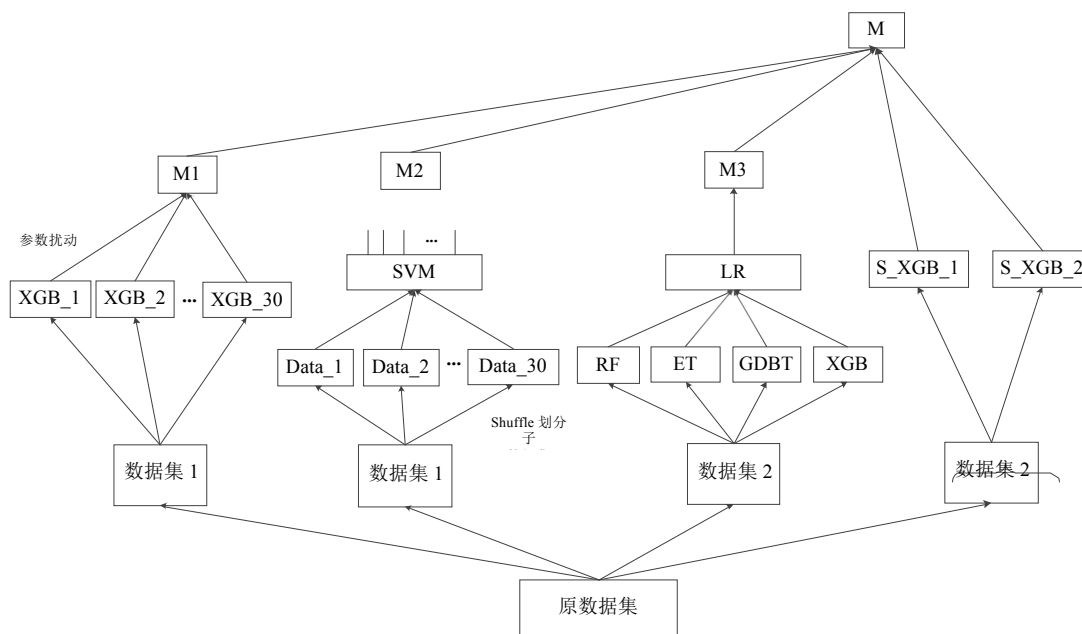 M
M1
M2
M3
参数扰动
XGB_1
XGB_2
...
XGB_30
...
SVM
LR
S_XGB_1
S_XGB_2
Data_1
Data_2
...
Data_30
RF
ET
GDBT
XGB
Shuffle 划分
子
数据集 1
数据集 1
数据集 2
数据集 2
原数据集